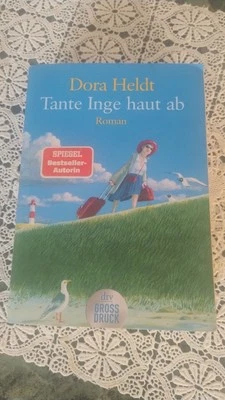 Dora Heldt
Tante Inge haut ab
Roman
SPIEGEL
Bestseller-
Autorin
dtv
GROSS
DRUCK